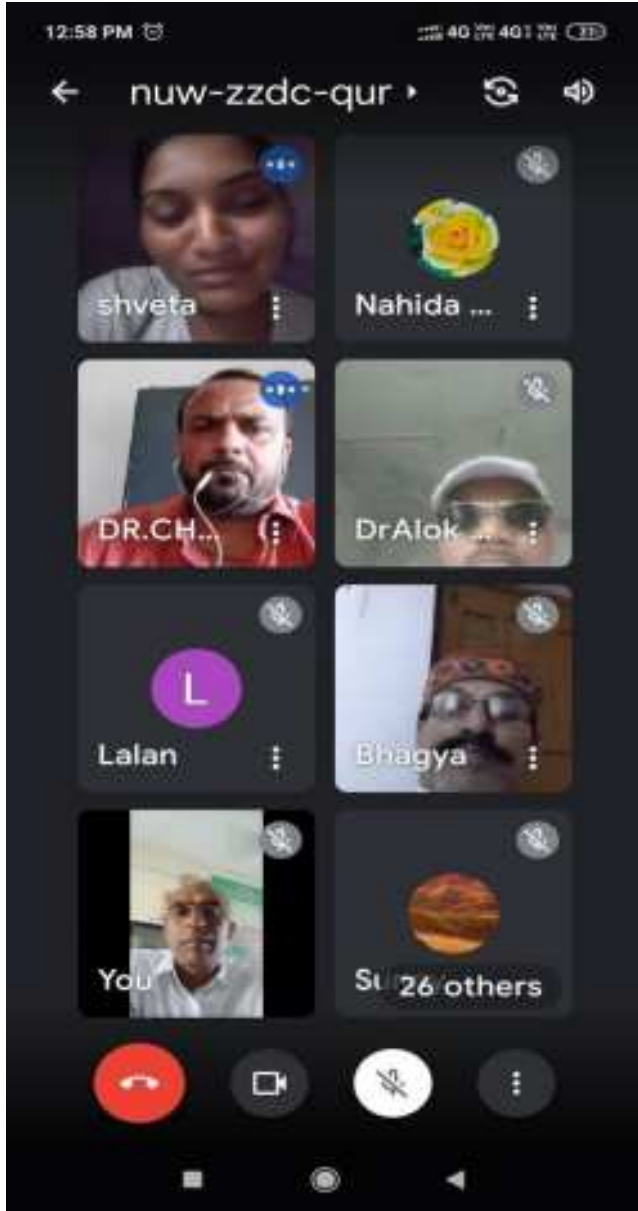 12:58 PM
nuw-zzdc-qur
shveta
Nahida ...
DR.CH...
DrAlok ...
L
Lalan
Bhagya
You
26 others